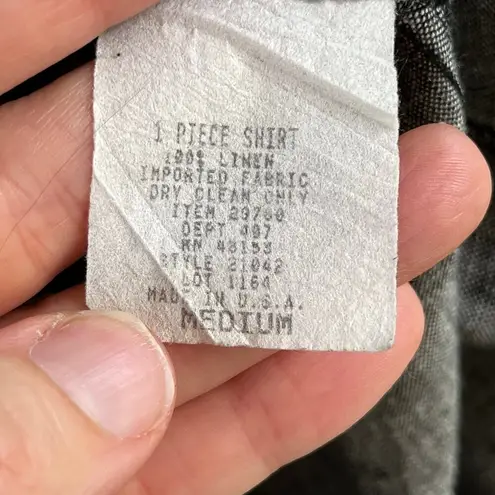 1 PIECE SHIRT
100% LINEN
IMPORTED FABRIC
DRY CLEAN ONLY
ITEM 29760
DEPT 407
RN 48153
STYLE 21042
LOT 1164
MADE IN U.S.A.
MEDIUM